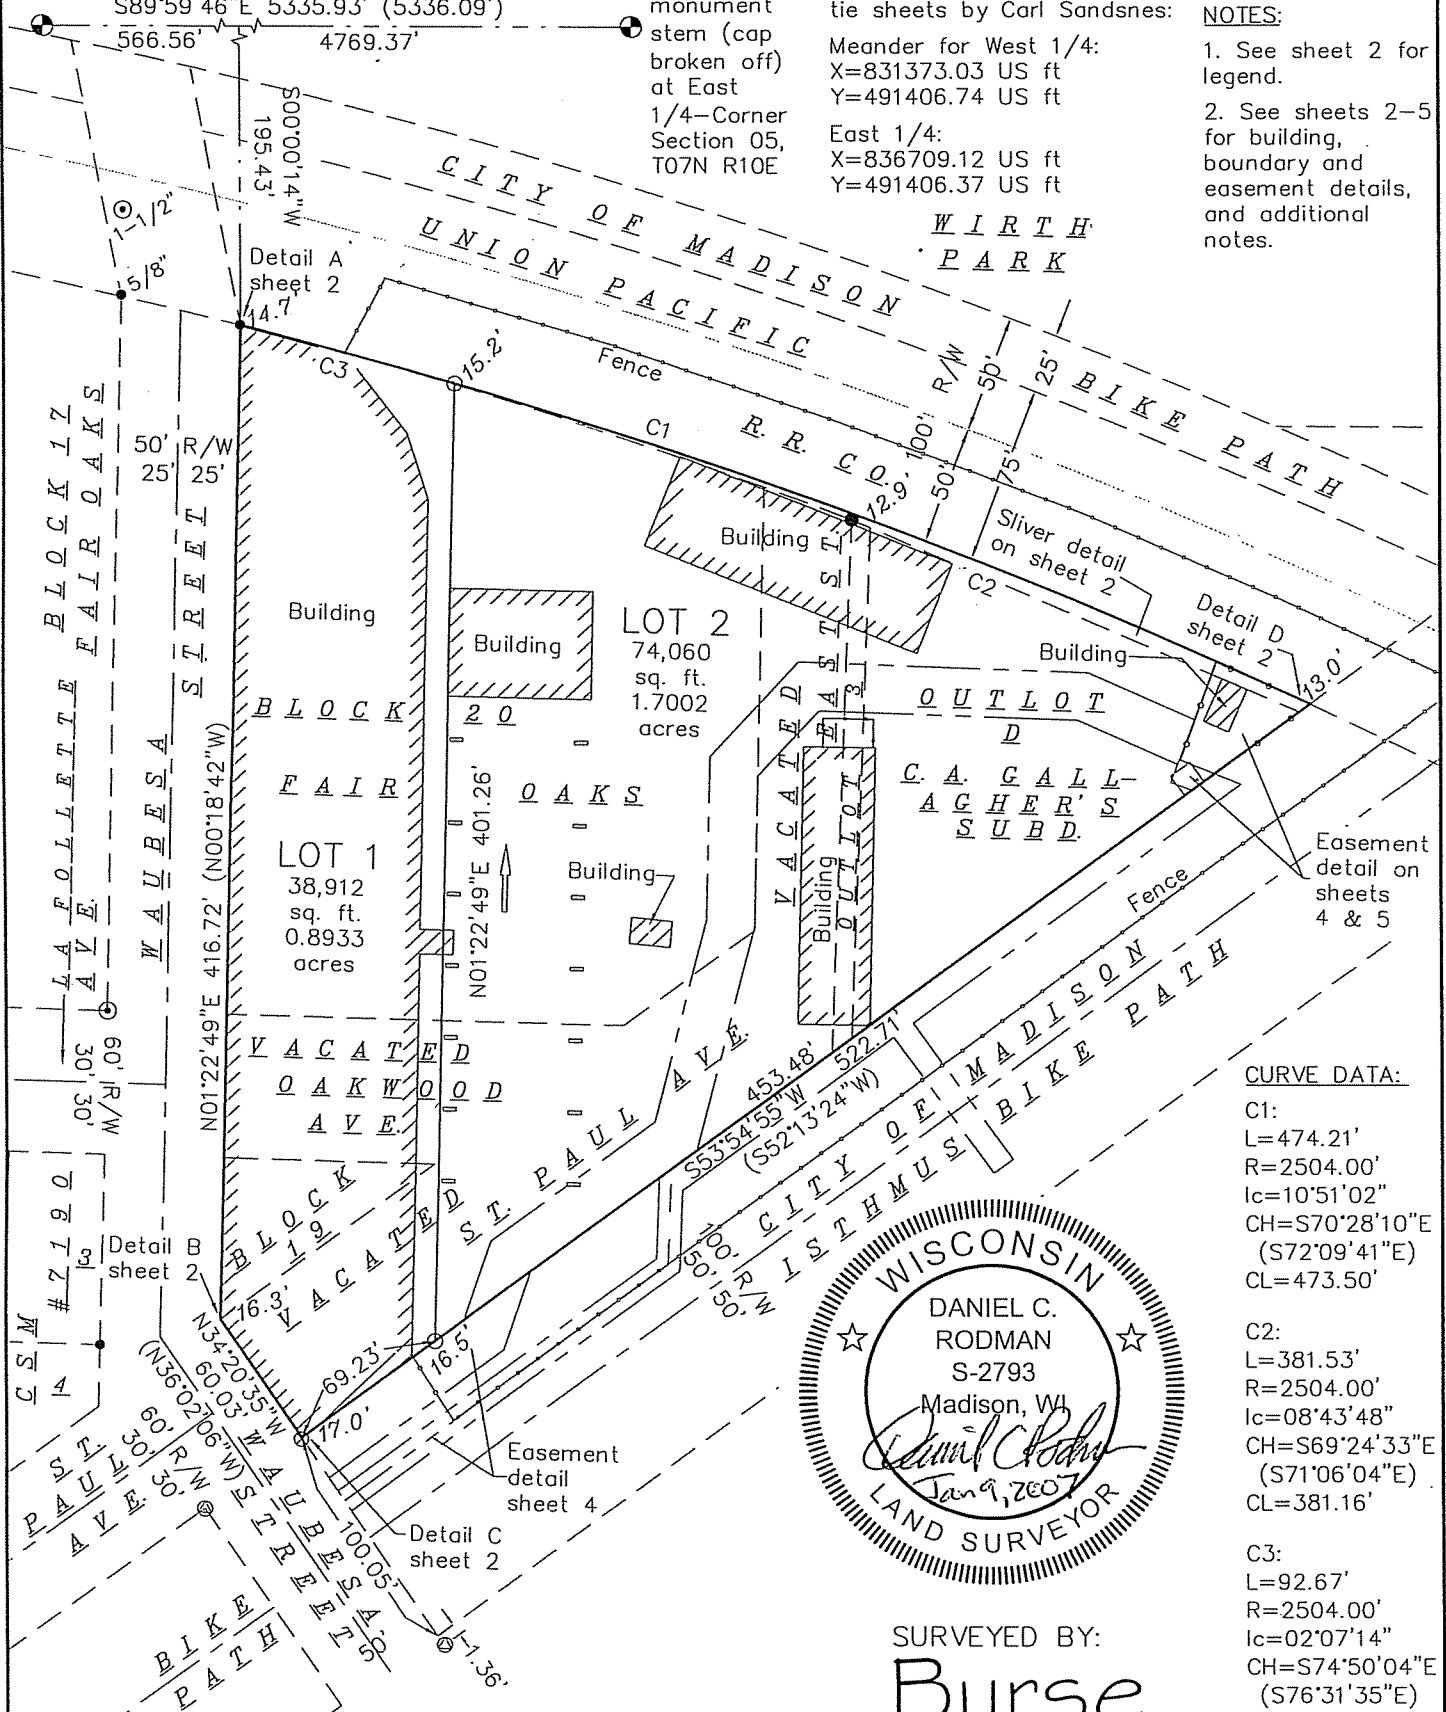 S89°59'46"E 5335.93' (5336.09')
566.56'
4769.37'
monument
stem (cap
broken off)
at East
1/4-Corner
Section 05,
T07N R10E
tie sheets by Carl Sandsnes:
Meander for West 1/4:
X=831373.03 US ft
Y=491406.74 US ft
East 1/4:
X=836709.12 US ft
Y=491406.37 US ft
NOTES:
1. See sheet 2 for
legend.
2. See sheets 2-5
for building,
boundary and
easement details,
and additional
notes.
S00°00'14"W
195.43'
1-1/2"
5/8"
Detail A
sheet 2
14.7'
CITY OF MADISON
BIKE PATH
UNION PACIFIC
R. R. CO.
WIRTH
PARK
C3
15.2'
Fence
C1
12.9'
100' R/W
50'
50'
25'
75'
Sliver detail
on sheet 2
C2
Detail D
sheet 2
13.0'
BLOCK 17
FAIR OAKS
LA FOLLETTE
AVE.
50' R/W
25'
25'
WAUBESA STREET
N01°22'49"E 416.72' (N00°18'42"W)
Building
Building
Building
Building
Building
Building
LOT 2
74,060
sq. ft.
1.7002
acres
BLOCK 20
FAIR OAKS
LOT 1
38,912
sq. ft.
0.8933
acres
N01°22'49"E 401.26'
VACATED EAST ST.
OUTLOT 3
OUTLOT
D
C. A. GALL-
AGHER'S
SUBD.
Easement
detail on
sheets
4 & 5
Fence
60' R/W
30'
30'
VACATED
OAKWOOD
AVE.
BLOCK
19
VACATED ST. PAUL AVE.
453.48'
522.71'
S53°54'55"W
(S52°13'24"W)
CITY OF MADISON
ISTHMUS BIKE PATH
100' R/W
50'
50'
CSM #7190
3
4
Detail B
sheet 2
16.3'
N34°20'35"W
60.03'
(N36°02'06"W)
69.23'
16.5'
17.0'
ST.
PAUL
AVE.
60' R/W
30'
30'
WAUBESA
STREET
50'
Easement
detail
sheet 4
Detail C
sheet 2
100.05'
1.36'
BIKE
PATH
WISCONSIN
DANIEL C.
RODMAN
S-2793
Madison, WI
Daniel C Rodman
Jan 9, 2007
LAND SURVEYOR
SURVEYED BY:
Burse
CURVE DATA:
C1:
L=474.21'
R=2504.00'
Ic=10°51'02"
CH=S70°28'10"E
(S72°09'41"E)
CL=473.50'
C2:
L=381.53'
R=2504.00'
Ic=08°43'48"
CH=S69°24'33"E
(S71°06'04"E)
CL=381.16'
C3:
L=92.67'
R=2504.00'
Ic=02°07'14"
CH=S74°50'04"E
(S76°31'35"E)